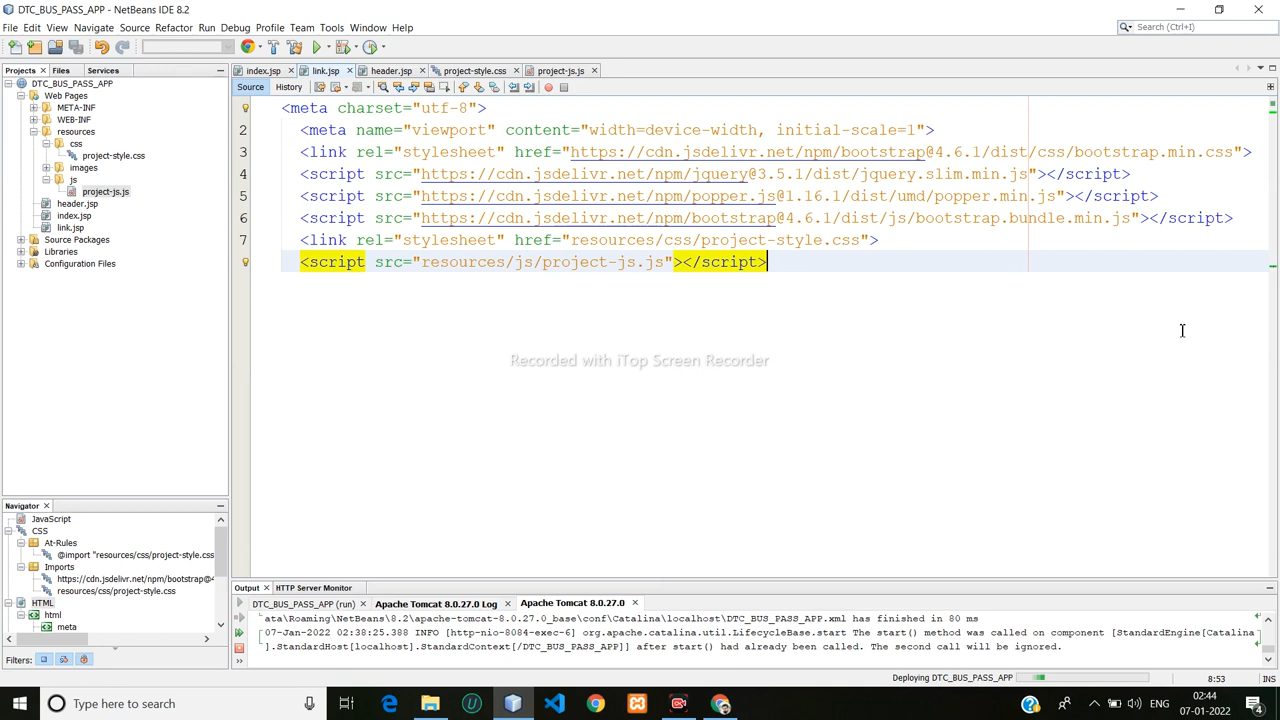 DTC_BUS_PASS_APP - NetBeans IDE 8.2
File Edit View Navigate Source Refactor Run Debug Profile Team Tools Window Help
Search (Ctrl+I)
Projects Files Services
index.jsp link.jsp header.jsp project-style.css project-js.js
Source History
DTC_BUS_PASS_APP
Web Pages
META-INF
WEB-INF
resources
css
project-style.css
images
js
project-js.js
header.jsp
index.jsp
link.jsp
Source Packages
Libraries
Configuration Files
<meta charset="utf-8">
2 <meta name="viewport" content="width=device-width, initial-scale=1">
3 <link rel="stylesheet" href="https://cdn.jsdelivr.net/npm/bootstrap@4.6.1/dist/css/bootstrap.min.css">
4 <script src="https://cdn.jsdelivr.net/npm/jquery@3.5.1/dist/jquery.slim.min.js"></script>
5 <script src="https://cdn.jsdelivr.net/npm/popper.js@1.16.1/dist/umd/popper.min.js"></script>
6 <script src="https://cdn.jsdelivr.net/npm/bootstrap@4.6.1/dist/js/bootstrap.bundle.min.js"></script>
7 <link rel="stylesheet" href="resources/css/project-style.css">
<script src="resources/js/project-js.js"></script>
Recorded with iTop Screen Recorder
Navigator
JavaScript
CSS
At-Rules
@import "resources/css/project-style.css
Imports
https://cdn.jsdelivr.net/npm/bootstrap@4
resources/css/project-style.css
HTML
html
meta
Filters:
Output HTTP Server Monitor
DTC_BUS_PASS_APP (run) Apache Tomcat 8.0.27.0 Log Apache Tomcat 8.0.27.0
ata\Roaming\NetBeans\8.2\apache-tomcat-8.0.27.0_base\conf\Catalina\localhost\DTC_BUS_PASS_APP.xml has finished in 80 ms
07-Jan-2022 02:38:25.388 INFO [http-nio-8084-exec-6] org.apache.catalina.util.LifecycleBase.start The start() method was called on component [StandardEngine[Catalina
].StandardHost[localhost].StandardContext[/DTC_BUS_PASS_APP]] after start() had already been called. The second call will be ignored.
Deploying DTC_BUS_PASS_APP
8:53 INS
Type here to search
02:44
07-01-2022